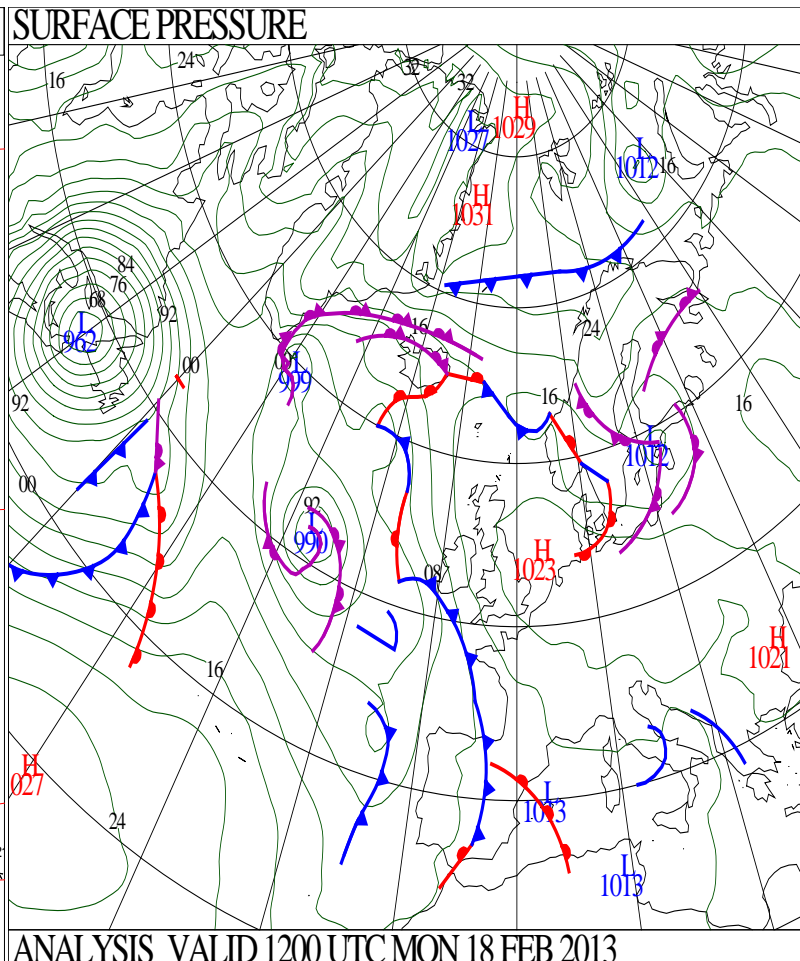 SURFACE PRESSURE
24
32
16
32
H
1029
L
1027
L
1012
16
H
1031
84
76
68
92
L
962
16
24
00
L
999
92
16
16
L
1012
00
92
L
990
H
1023
08
H
1021
16
H
027
L
1013
24
L
1013
ANALYSIS VALID 1200 UTC MON 18 FEB 2013